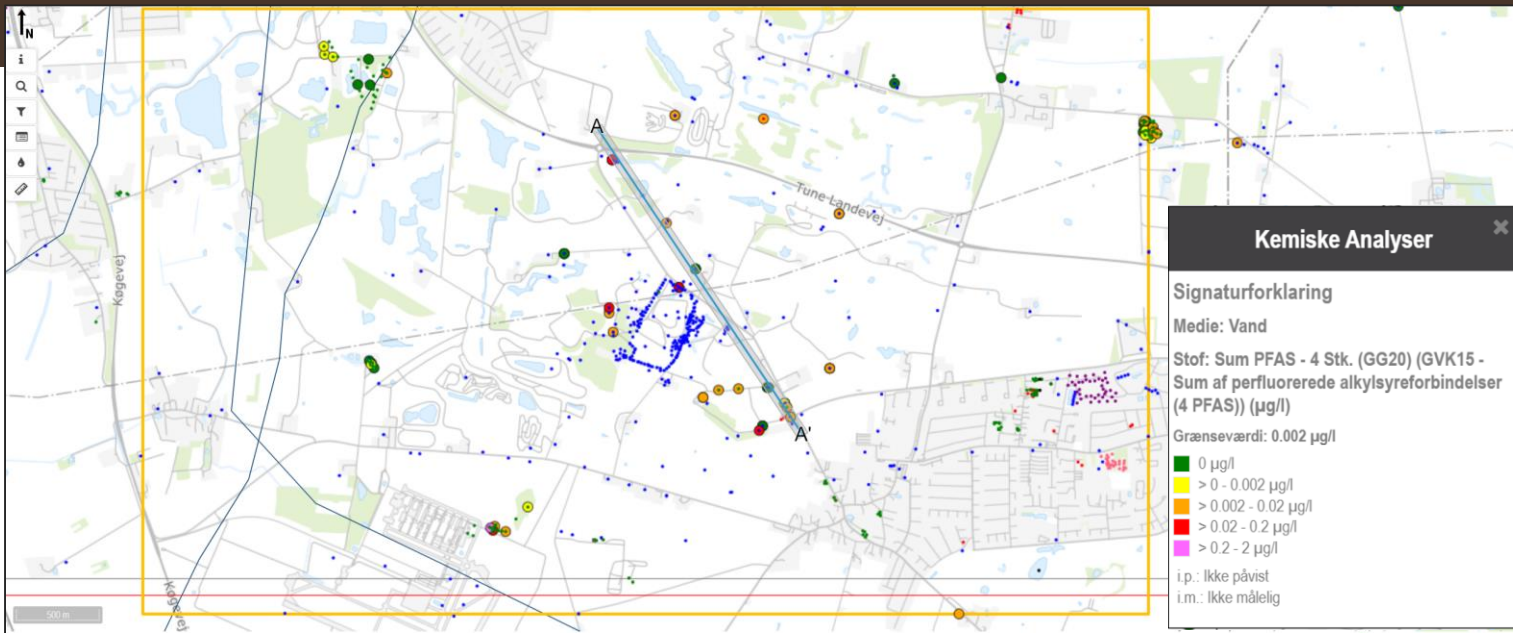 N
A
Tune Landevej
Køgevej
A'
Køgevej
500 m
Kemiske Analyser
Signaturforklaring
Medie: Vand
Stof: Sum PFAS - 4 Stk. (GG20) (GVK15 -
Sum af perfluorerede alkylsyreforbindelser
(4 PFAS)) (µg/l)
Grænseværdi: 0.002 µg/l
0 µg/l
> 0 - 0.002 µg/l
> 0.002 - 0.02 µg/l
> 0.02 - 0.2 µg/l
> 0.2 - 2 µg/l
i.p.: Ikke påvist
i.m.: Ikke målelig